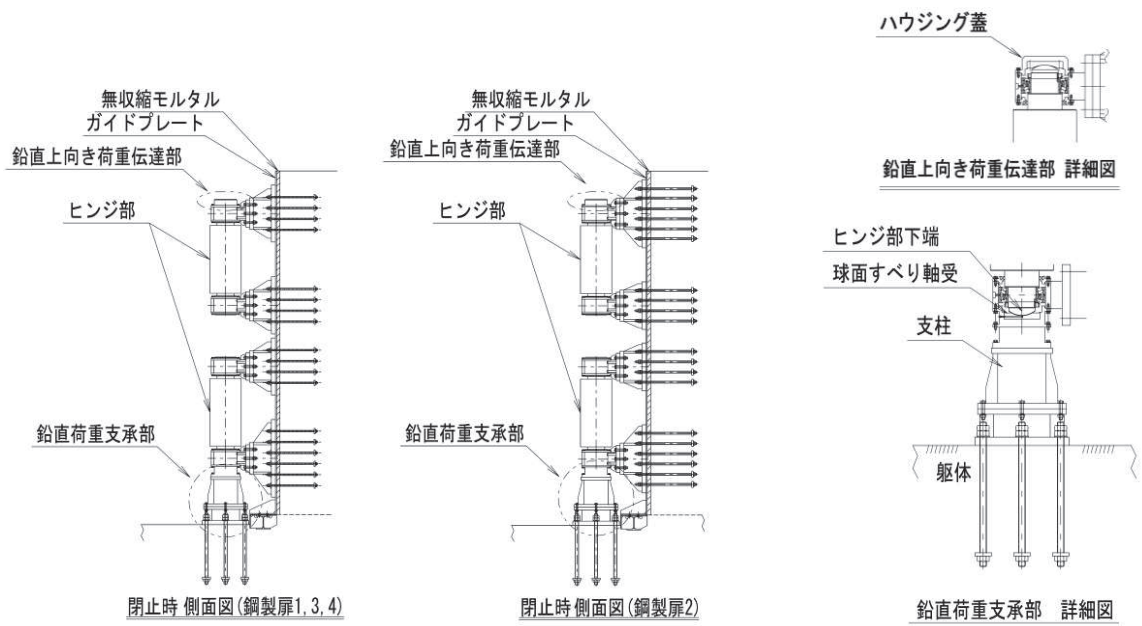 無収縮モルタル
ガイドプレート
鉛直上向き荷重伝達部
ヒンジ部
鉛直荷重支承部
閉止時 側面図(鋼製扉1,3,4)
無収縮モルタル
ガイドプレート
鉛直上向き荷重伝達部
ヒンジ部
鉛直荷重支承部
閉止時 側面図(鋼製扉2)
ハウジング蓋
鉛直上向き荷重伝達部 詳細図
ヒンジ部下端
球面すべり軸受
支柱
躯体
鉛直荷重支承部 詳細図